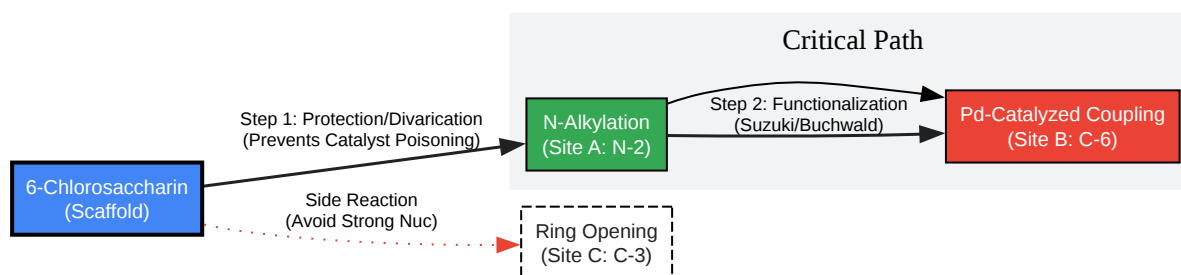 Critical Path
Step 1: Protection/Divarication
(Prevents Catalyst Poisoning)
N-Alkylation
(Site A: N-2)
Step 2: Functionalization
(Suzuki/Buchwald)
Pd-Catalyzed Coupling
(Site B: C-6)
6-Chlorosaccharin
(Scaffold)
Side Reaction
(Avoid Strong Nuc)
Ring Opening
(Site C: C-3)